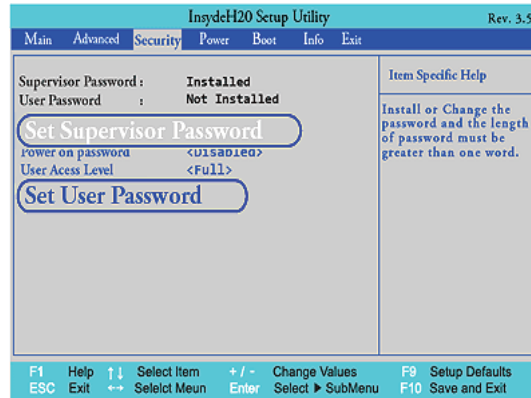 InsydeH20 Setup Utility Rev. 3.5
Main Advanced Security Power Boot Info Exit
Supervisor Password : Installed
User Password : Not Installed
Set Supervisor Password
Power on password <Disabled>
User Acess Level <Full>
Set User Password
Item Specific Help
Install or Change the
password and the length
of password must be
greater than one word.
F1 Help ↑↓ Select Item + / - Change Values F9 Setup Defaults
ESC Exit ↔ Selelct Meun Enter Select ▶ SubMenu F10 Save and Exit